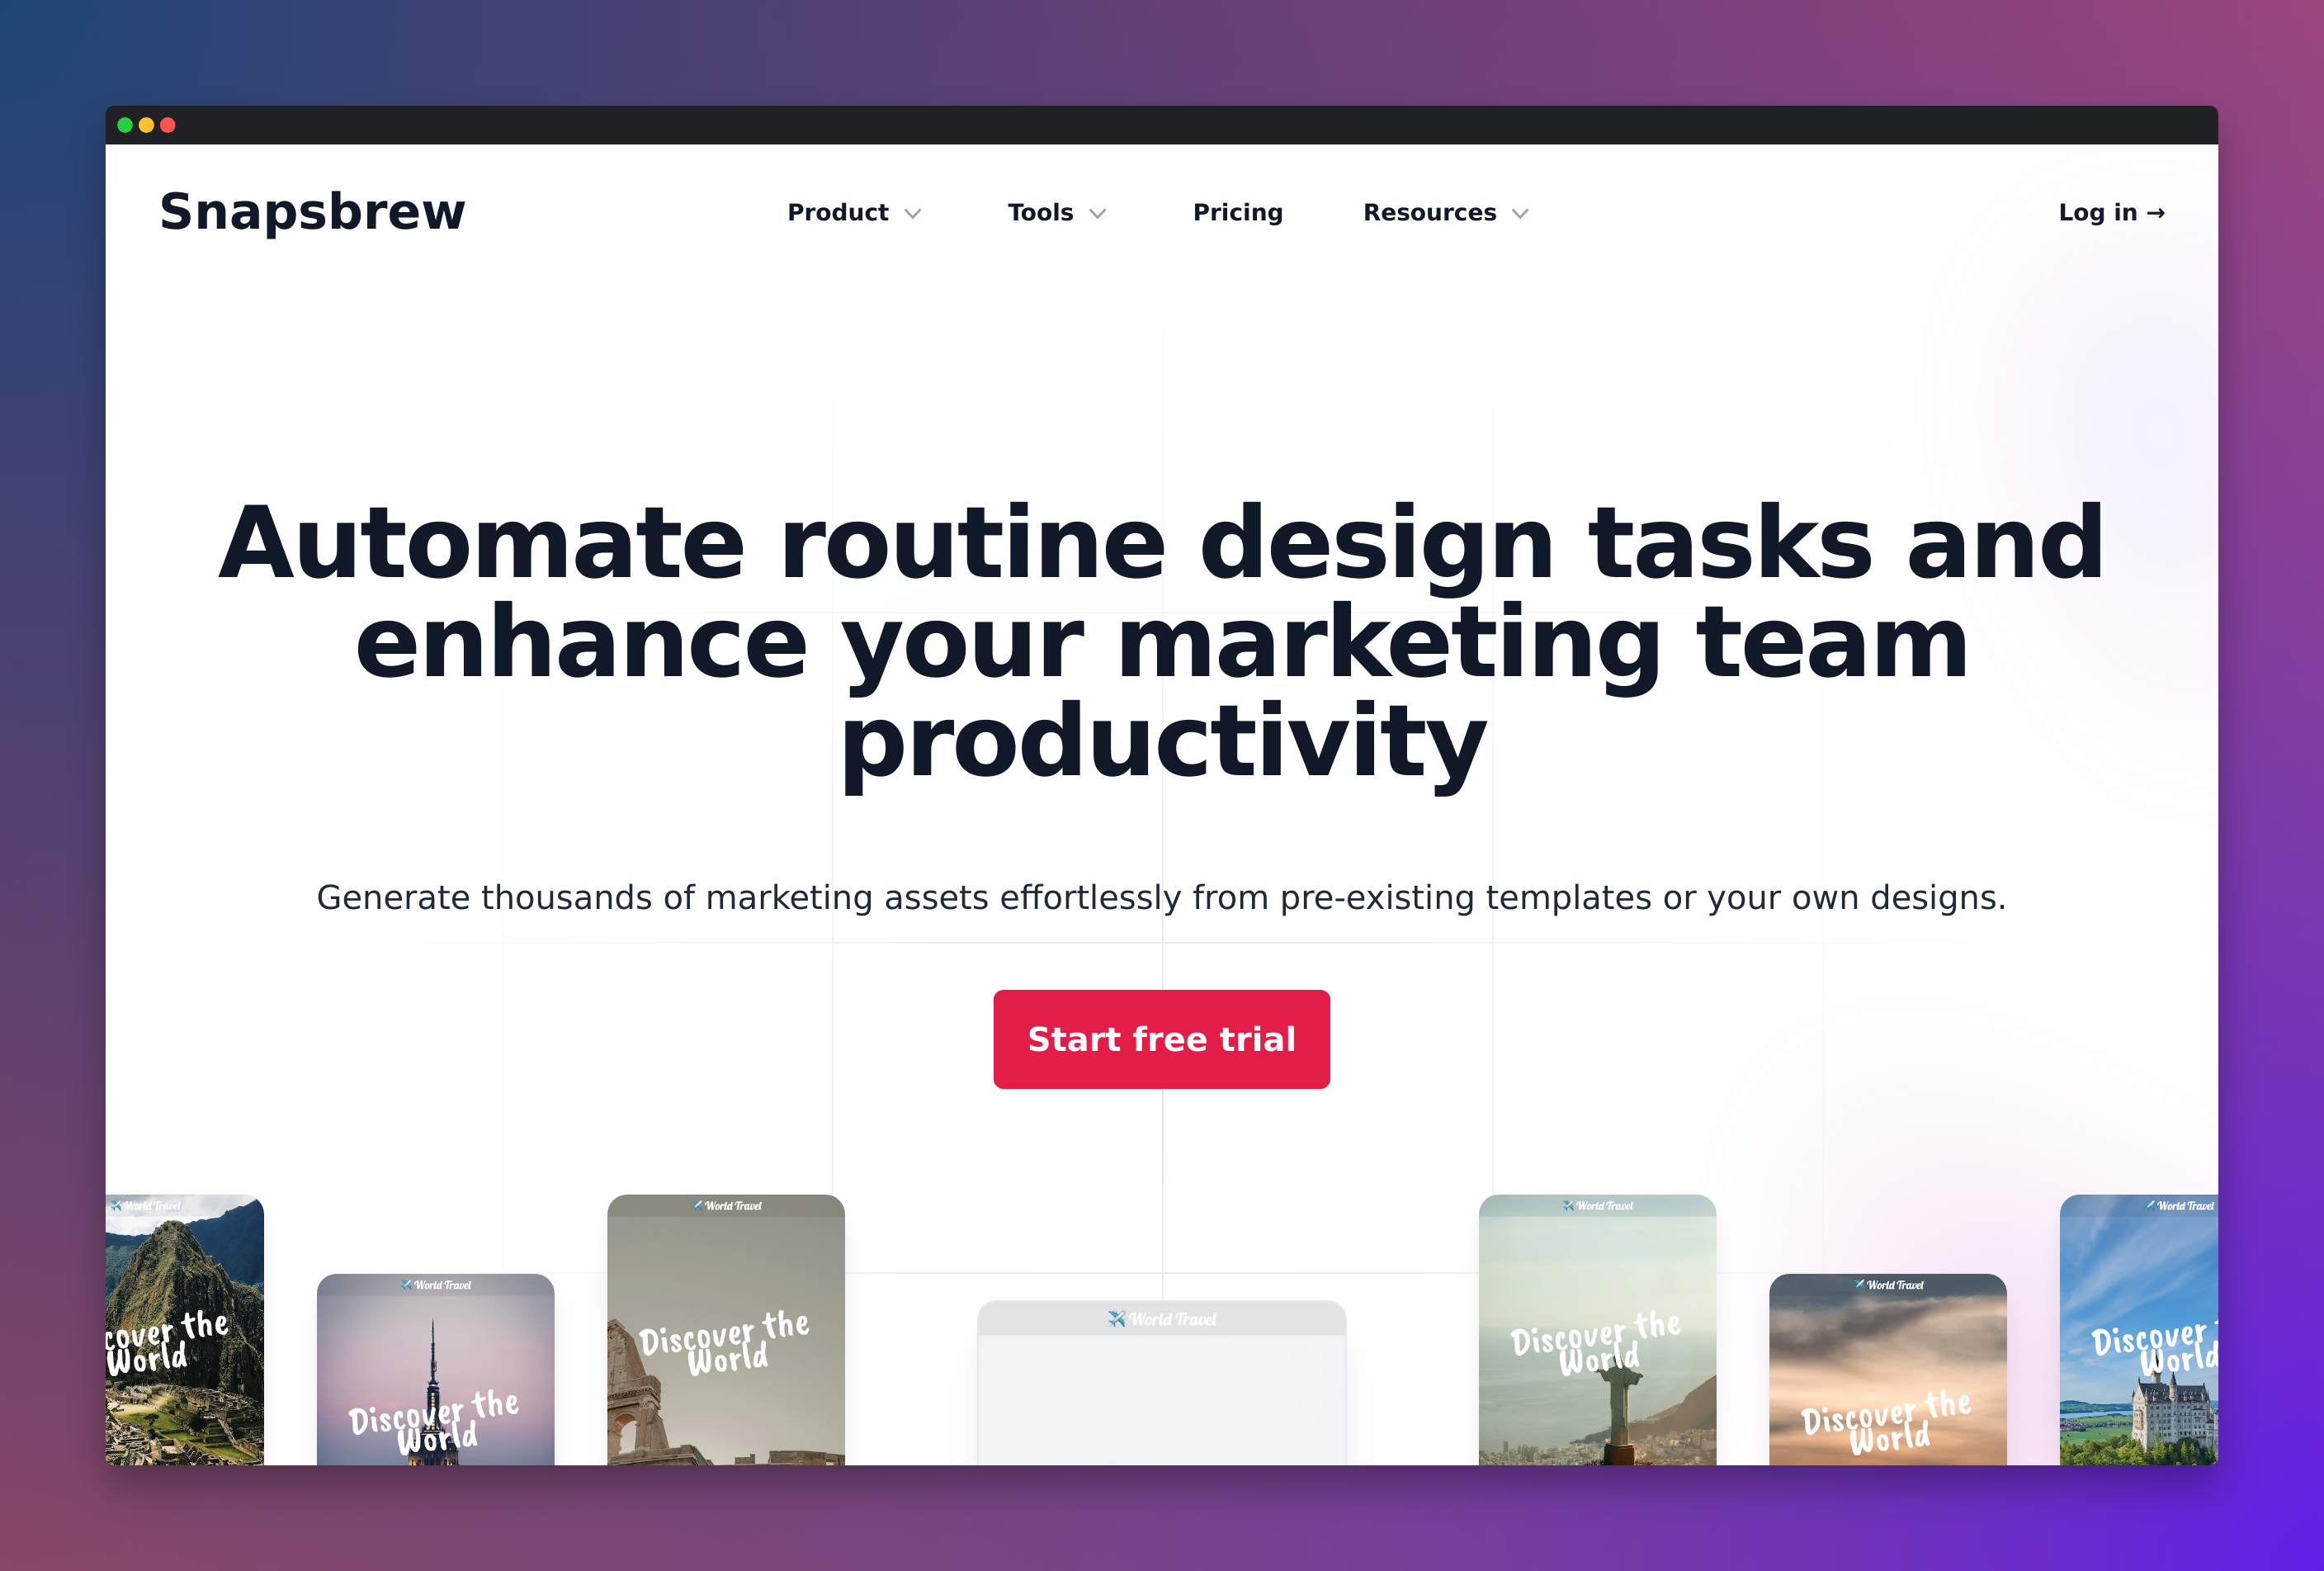 Snapsbrew
Product
Tools
Pricing
Resources
Log in →
Automate routine design tasks and
enhance your marketing team
productivity
Generate thousands of marketing assets effortlessly from pre-existing templates or your own designs.
Start free trial
World Travel
cover the
World
World Travel
Discover the
World
World Travel
Discover the
World
World Travel
World Travel
Discover the
World
World Travel
Discover the
World
World Travel
Discover
World